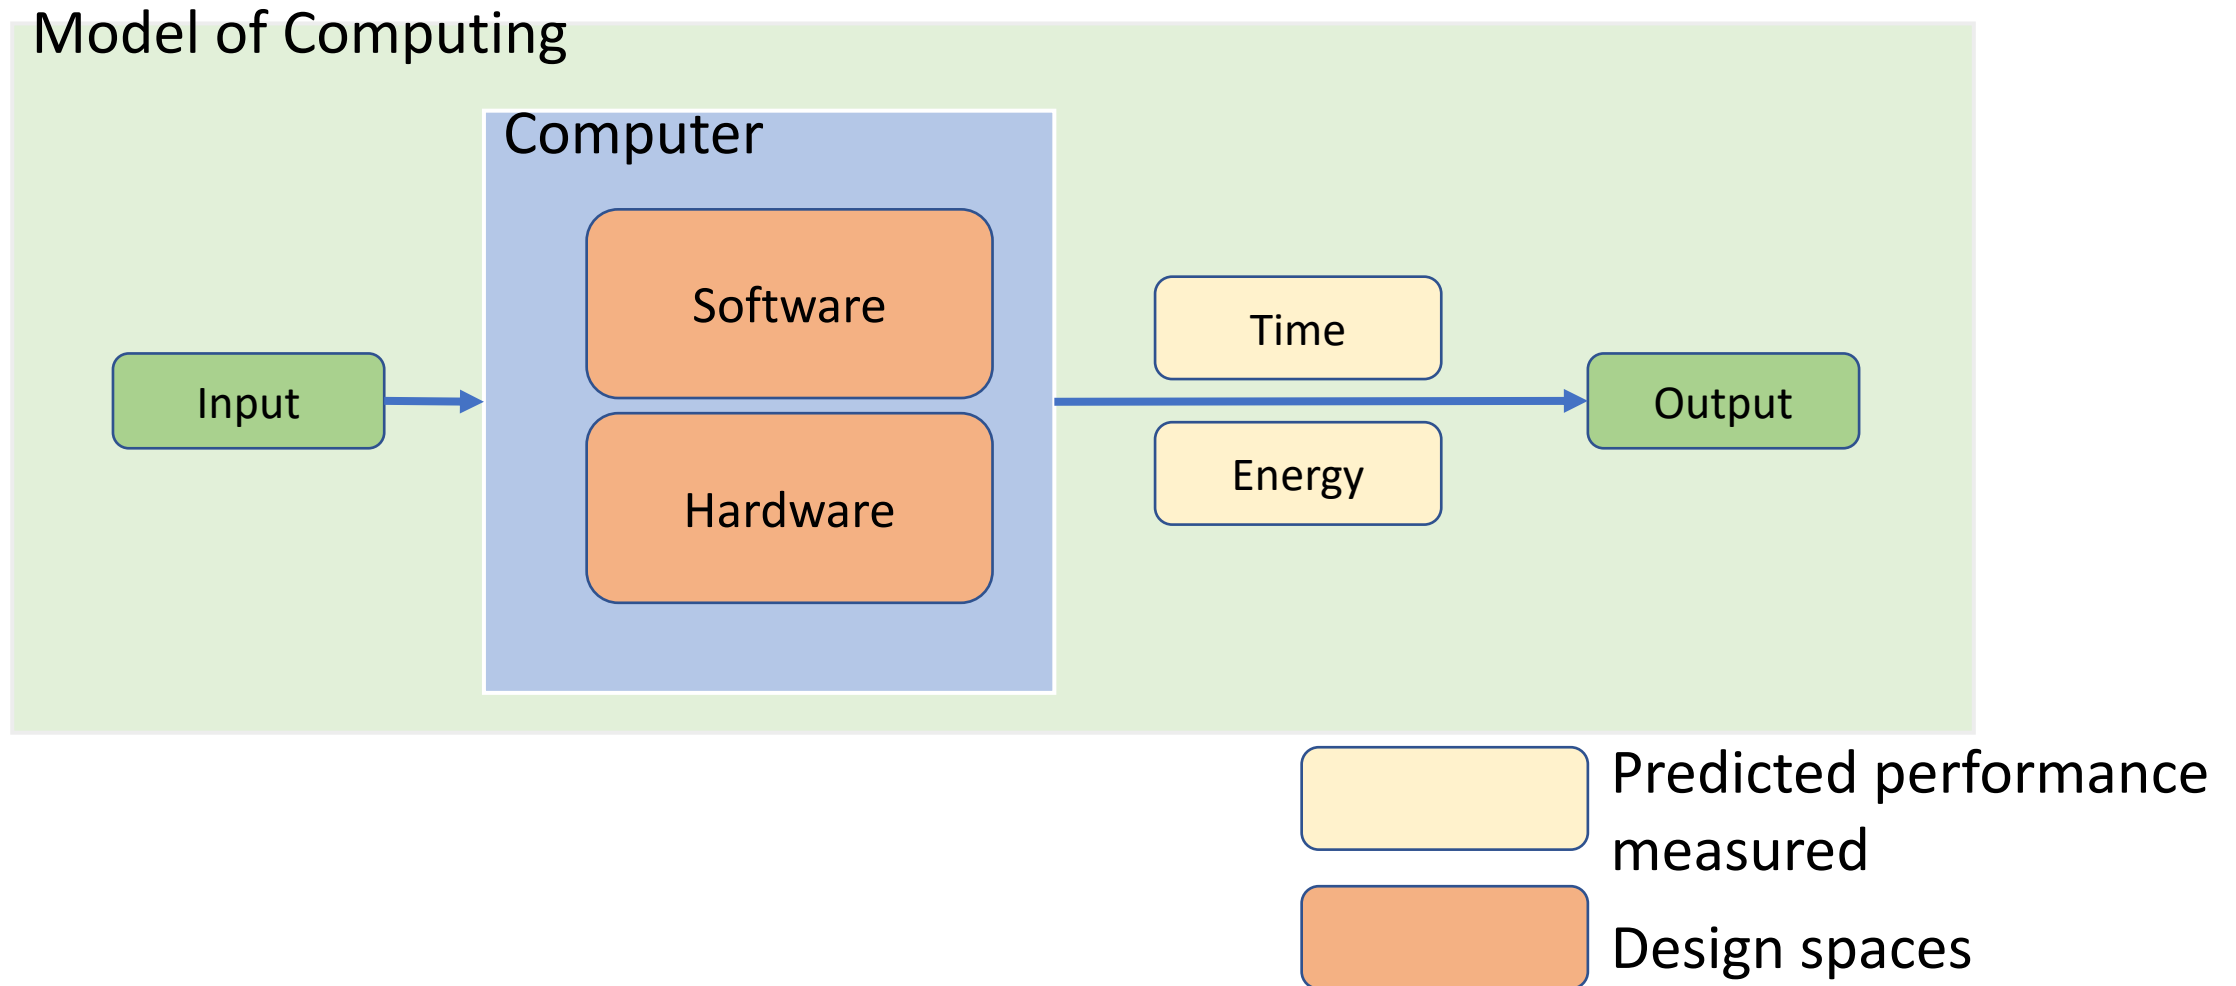 Model of Computing
Computer
Software
Hardware
Input
Time
Energy
Output
Predicted performance
measured
Design spaces